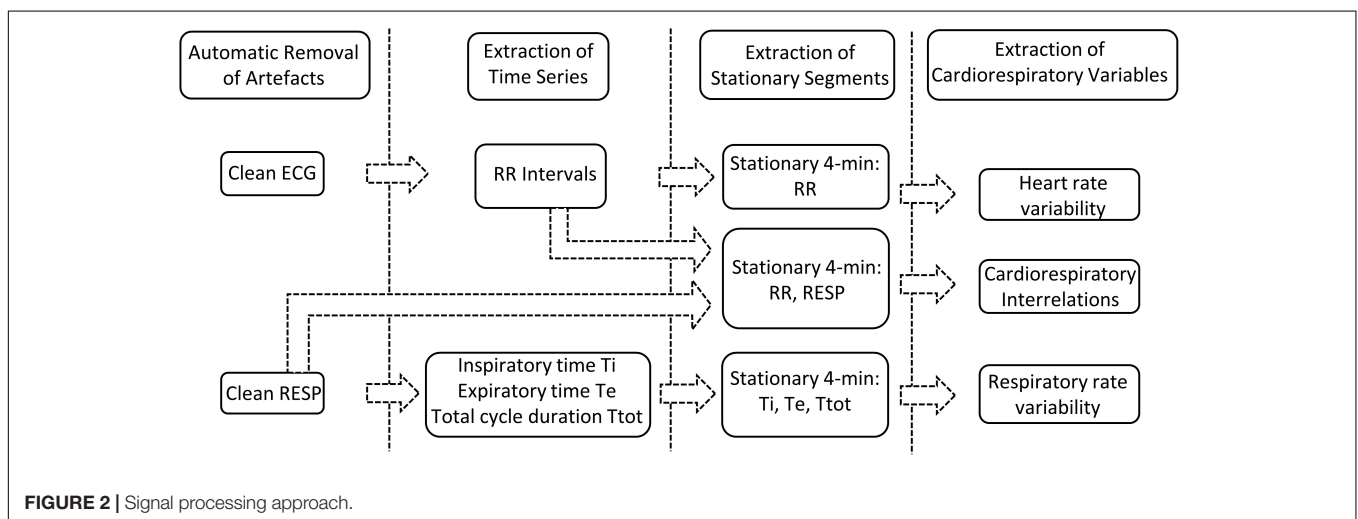 Automatic Removal
of Artefacts
Extraction of
Time Series
Extraction of
Stationary Segments
Extraction of
Cardiorespiratory Variables
Clean ECG
RR Intervals
Stationary 4-min:
RR
Heart rate
variability
Stationary 4-min:
RR, RESP
Cardiorespiratory
Interrelations
Clean RESP
Inspiratory time Ti
Expiratory time Te
Total cycle duration Ttot
Stationary 4-min:
Ti, Te, Ttot
Respiratory rate
variability
FIGURE 2 | Signal processing approach.